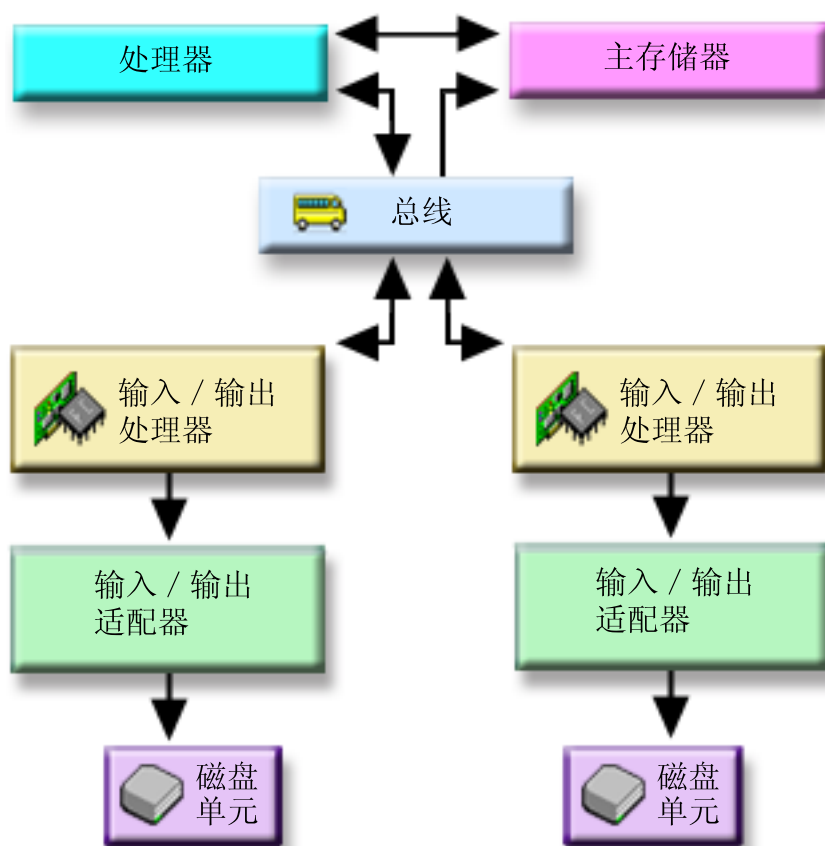 处理器
主存储器
总线
输入 / 输出
处理器
输入 / 输出
处理器
输入 / 输出
适配器
输入 / 输出
适配器
磁盘
单元
磁盘
单元